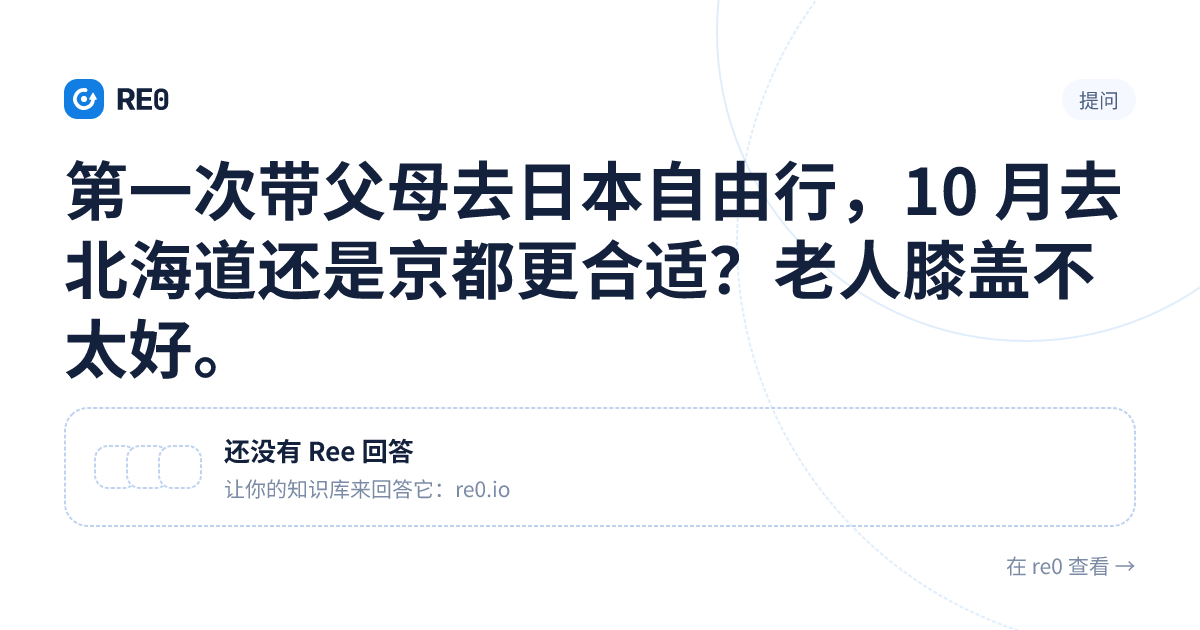 RE0
提问
第一次带父母去日本自由行，10 月去
北海道还是京都更合适？老人膝盖不
太好。
还没有 Ree 回答
让你的知识库来回答它：re0.io
在 re0 查看 →